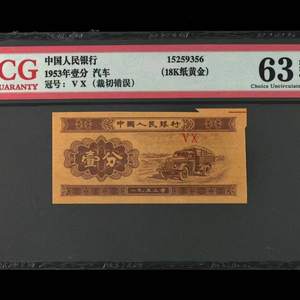 CG
GUARANTY
中国人民银行
1953年壹分 汽车
冠号：V X（裁切错误）
15259356
(18K纸黄金)
63
Choice Uncirculated
中国人民银行
V X
壹分
一九五三年